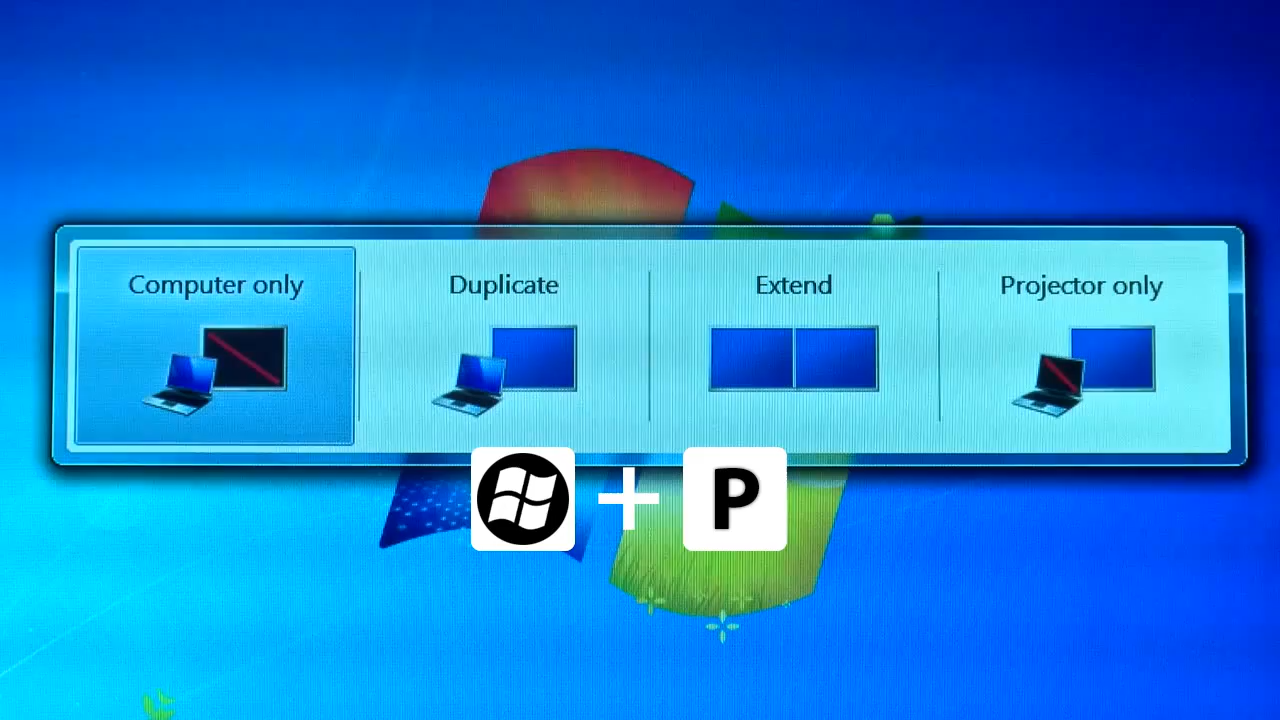 Computer only
Duplicate
Extend
Projector only
+ P